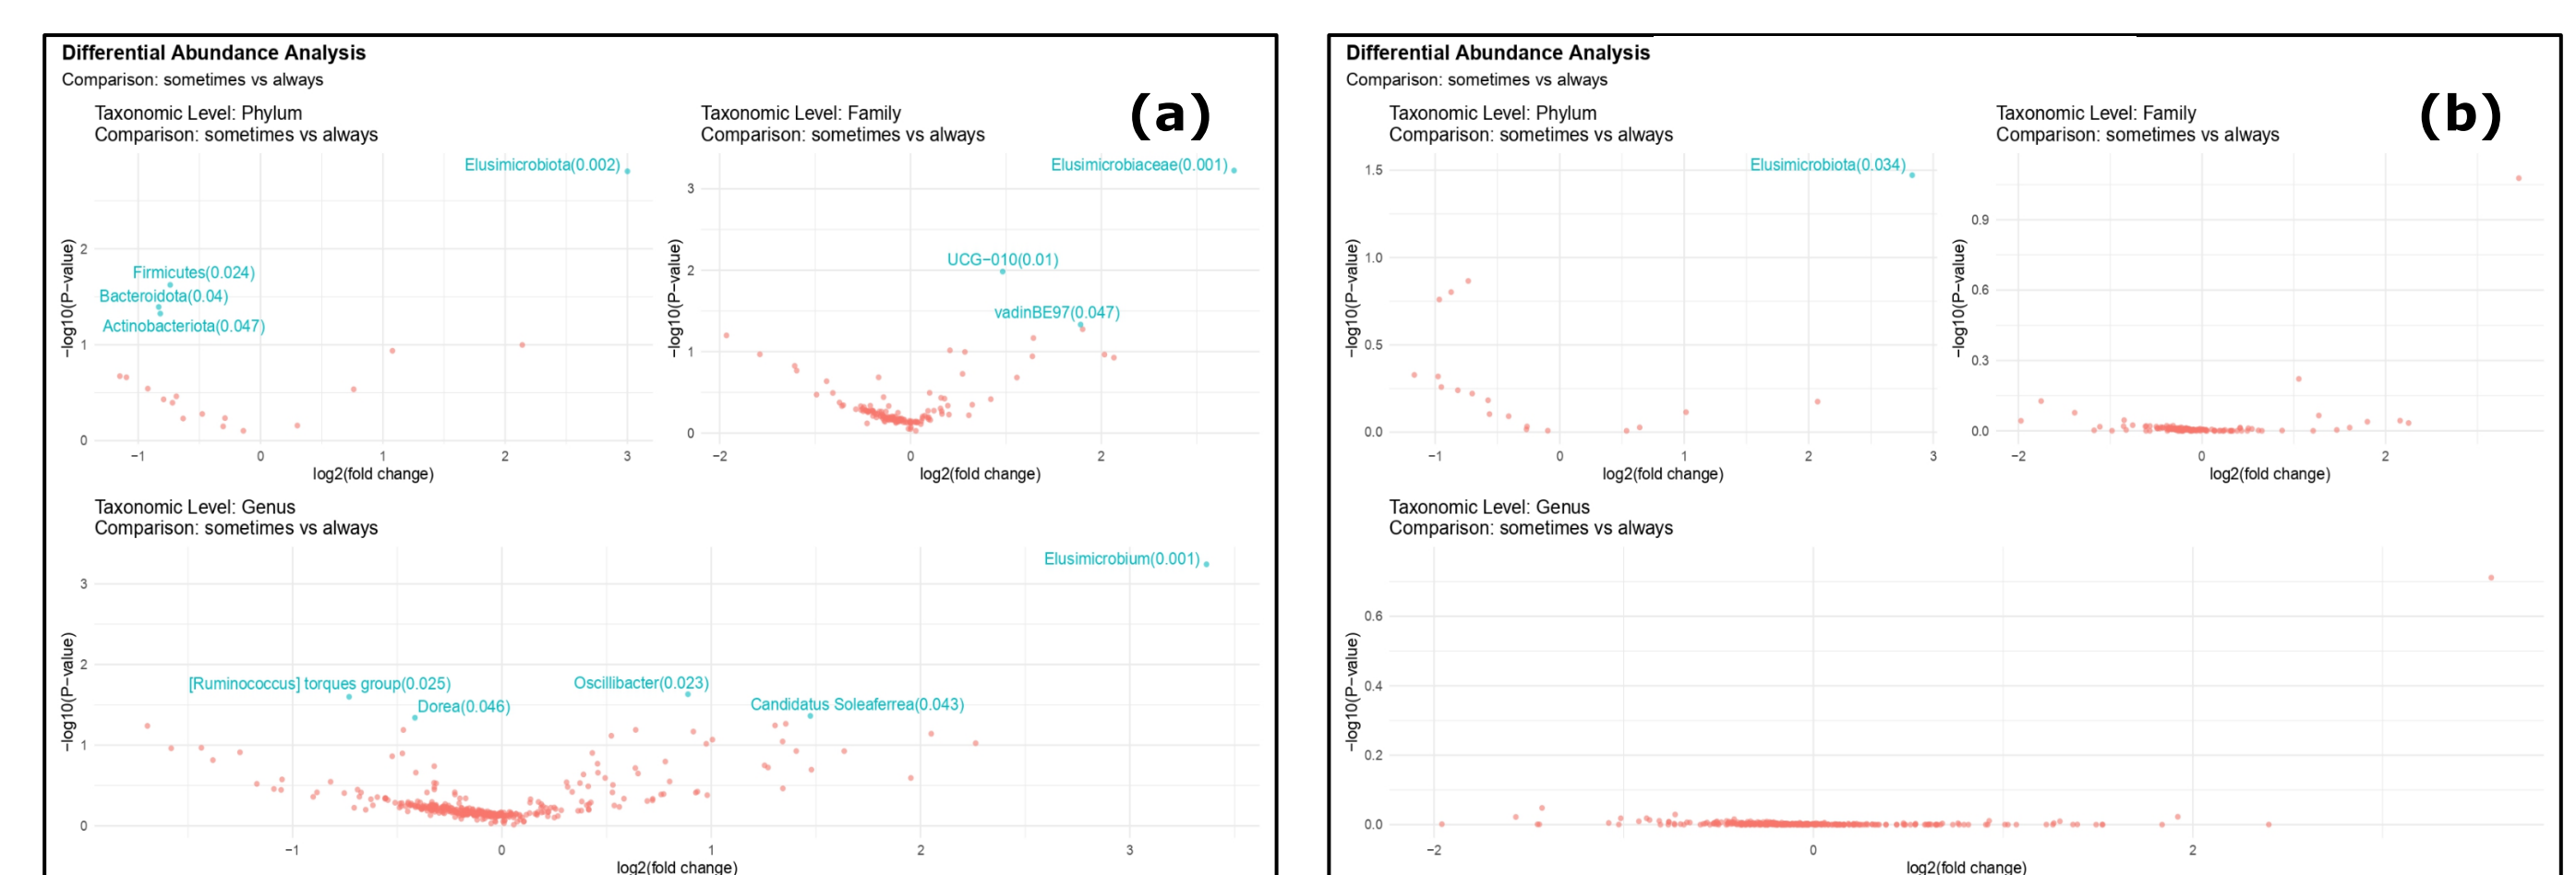 Differential Abundance Analysis
Comparison: sometimes vs always
(a)
Taxonomic Level: Phylum
Comparison: sometimes vs always
Elusimicrobiota(0.002)
Firmicutes(0.024)
Bacteroidota(0.04)
Actinobacteriota(0.047)
−log10(P−value)
2
1
0
−1 0 1 2 3
log2(fold change)
Taxonomic Level: Family
Comparison: sometimes vs always
Elusimicrobiaceae(0.001)
UCG−010(0.01)
vadinBE97(0.047)
−log10(P−value)
3
2
1
0
−2 0 2
log2(fold change)
Taxonomic Level: Genus
Comparison: sometimes vs always
Elusimicrobium(0.001)
[Ruminococcus] torques group(0.025)
Oscillibacter(0.023)
Dorea(0.046)
Candidatus Soleaferrea(0.043)
−log10(P−value)
3
2
1
0
−1 0 1 2 3
log2(fold change)
Differential Abundance Analysis
Comparison: sometimes vs always
(b)
Taxonomic Level: Phylum
Comparison: sometimes vs always
Elusimicrobiota(0.034)
−log10(P−value)
1.5
1.0
0.5
0.0
−1 0 1 2 3
log2(fold change)
Taxonomic Level: Family
Comparison: sometimes vs always
−log10(P−value)
0.9
0.6
0.3
0.0
−2 0 2
log2(fold change)
Taxonomic Level: Genus
Comparison: sometimes vs always
−log10(P−value)
0.6
0.4
0.2
0.0
−2 0 2
log2(fold change)